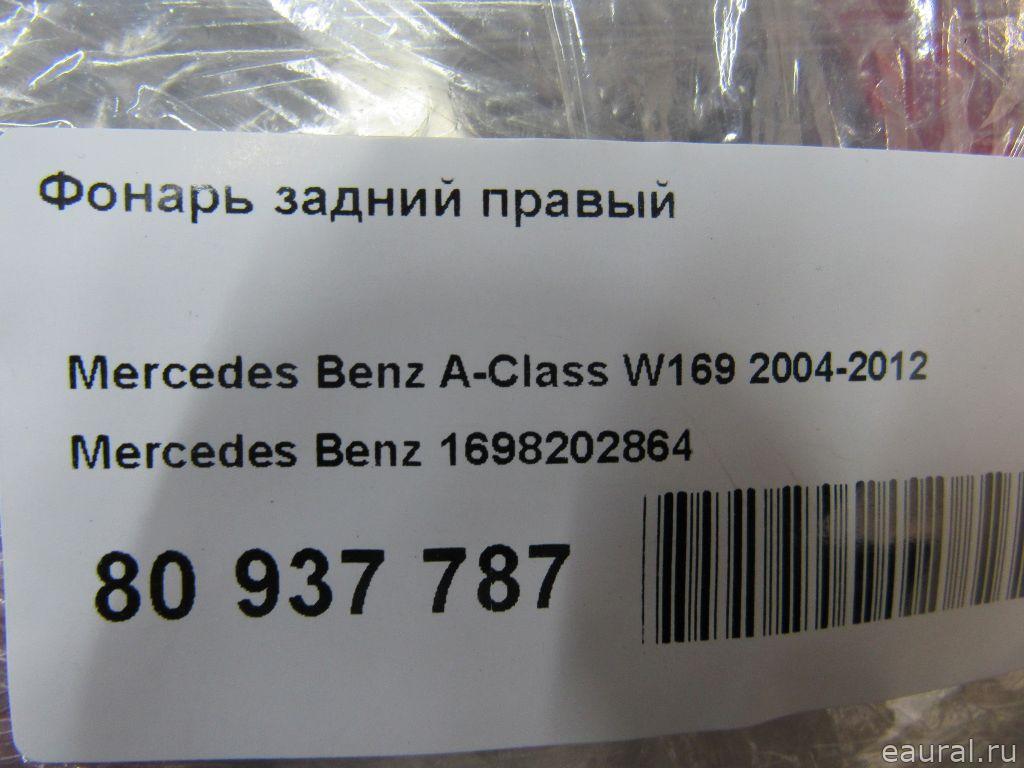 Фонарь задний правый
Mercedes Benz A-Class W169 2004-2012
Mercedes Benz 1698202864
80 937 787
eaural.ru